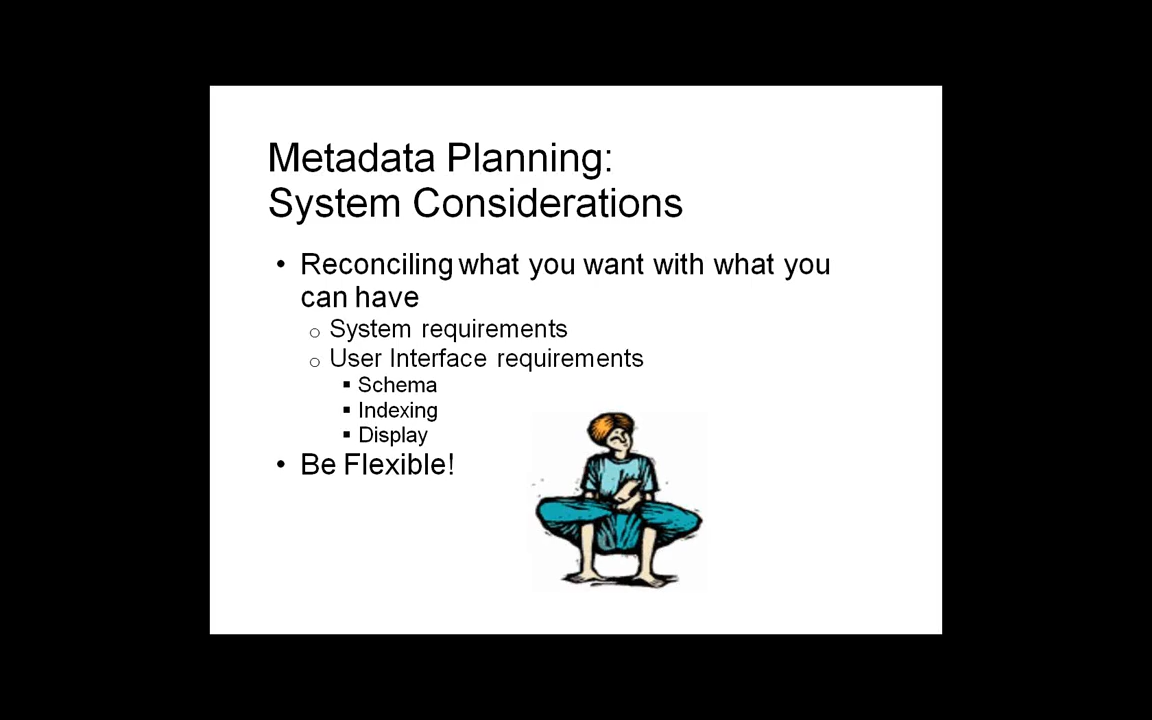 Metadata Planning:
System Considerations
• Reconciling what you want with what you
can have
o System requirements
o User Interface requirements
▪ Schema
▪ Indexing
▪ Display
• Be Flexible!